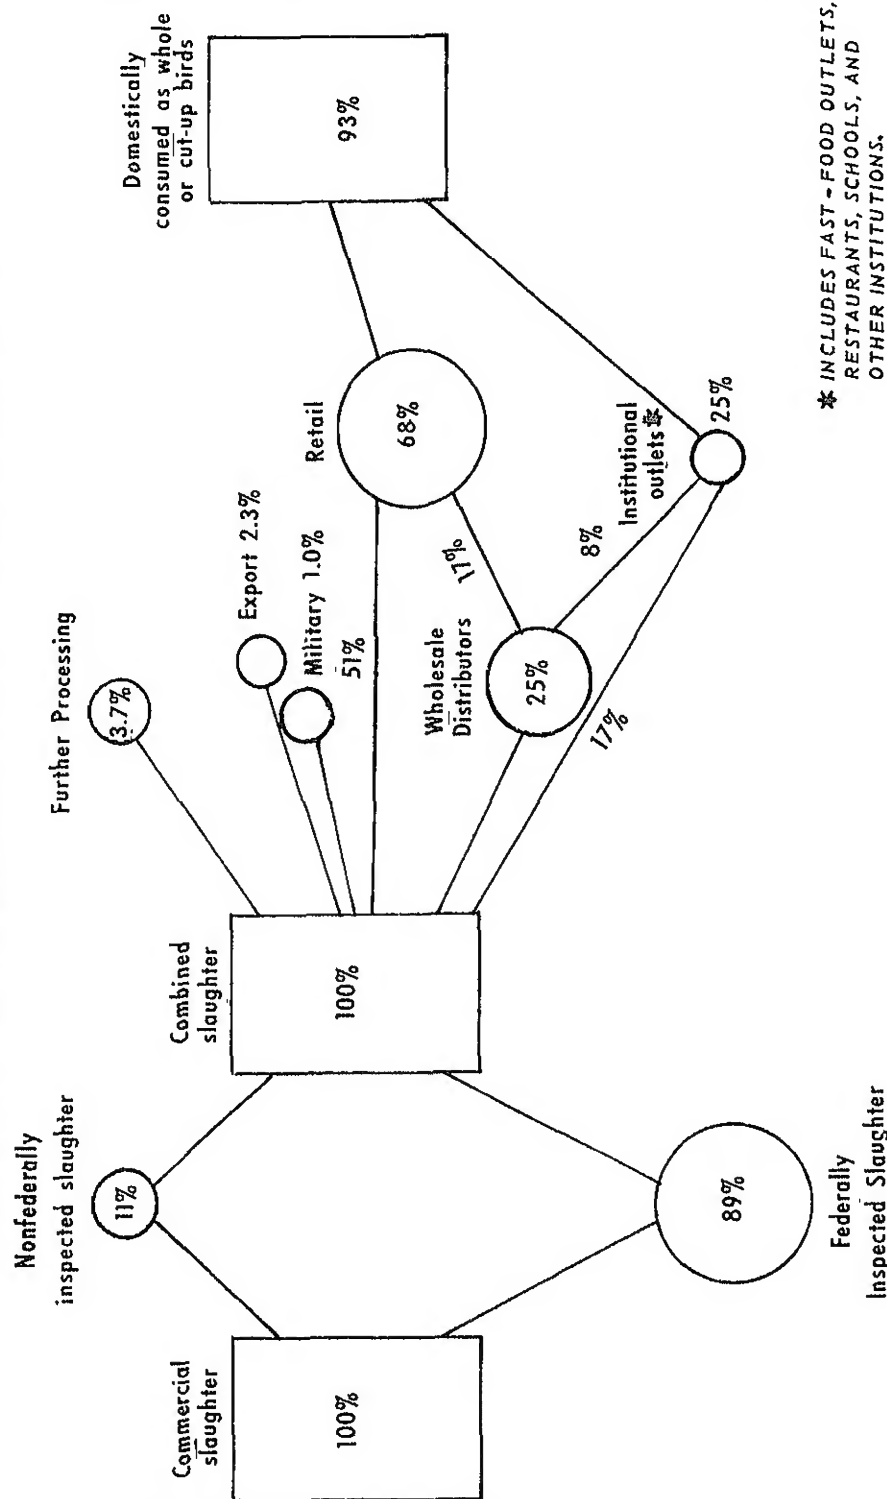 Commercial
slaughter
100%
Nonfederally
inspected slaughter
11%
89%
Federally
Inspected Slaughter
Combined
slaughter
100%
Further Processing
3.7%
Export 2.3%
Military 1.0%
51%
Wholesale
Distributors
25%
17%
17%
8%
Retail
68%
Institutional
outlets*
25%
Domestically
consumed as whole
or cut-up birds
93%
* INCLUDES FAST-FOOD OUTLETS,
RESTAURANTS, SCHOOLS, AND
OTHER INSTITUTIONS.